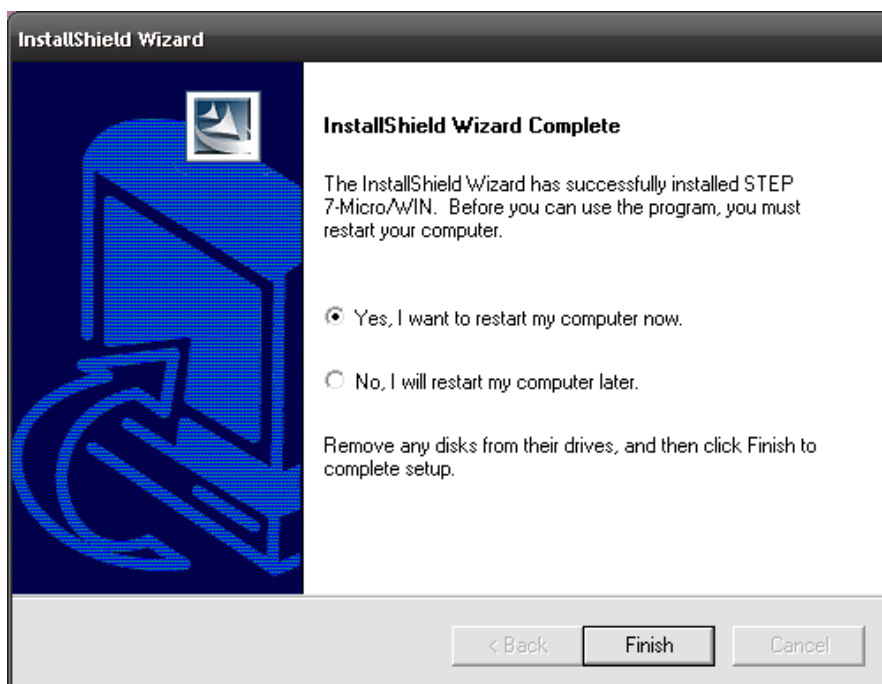 InstallShield Wizard
InstallShield Wizard Complete
The InstallShield Wizard has successfully installed STEP
7-Micro/WIN.  Before you can use the program, you must
restart your computer.
Yes, I want to restart my computer now.
No, I will restart my computer later.
Remove any disks from their drives, and then click Finish to
complete setup.
< Back
Finish
Cancel